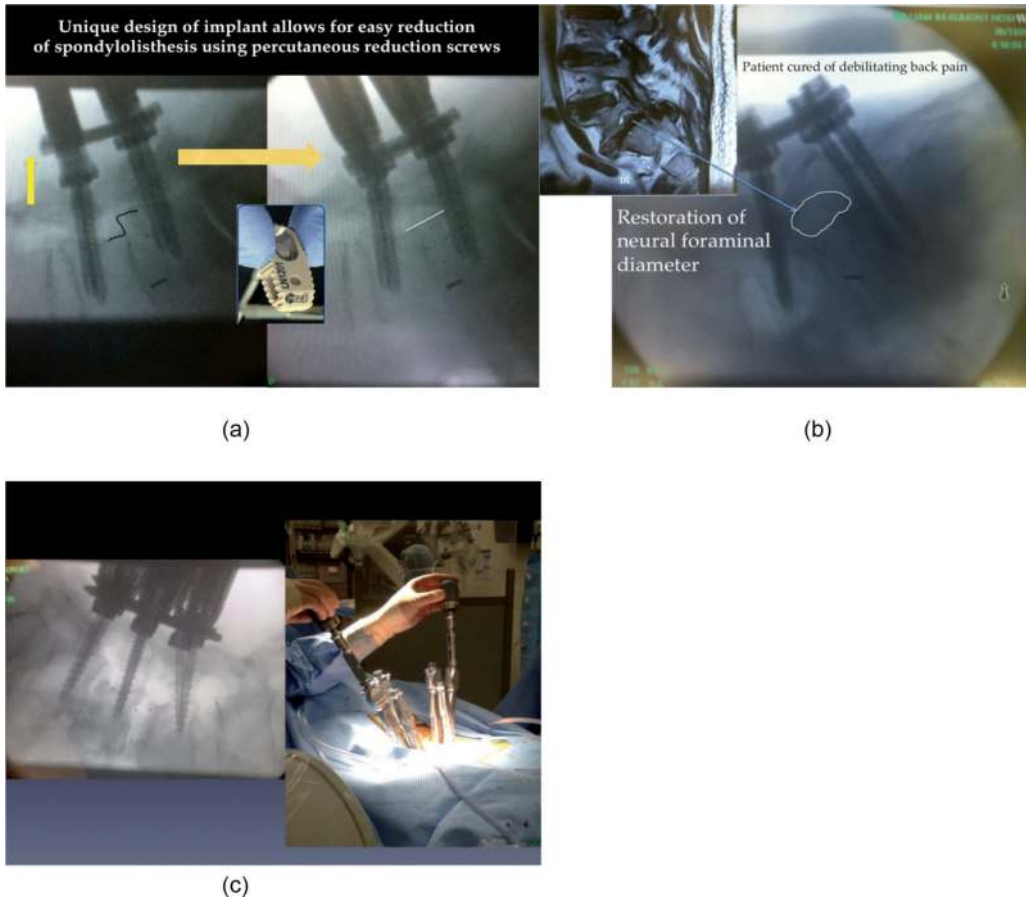 Unique design of implant allows for easy reduction
of spondylolisthesis using percutaneous reduction screws
Patient cured of debilitating back pain
Restoration of
neural foraminal
diameter
(a)
(b)
(c)